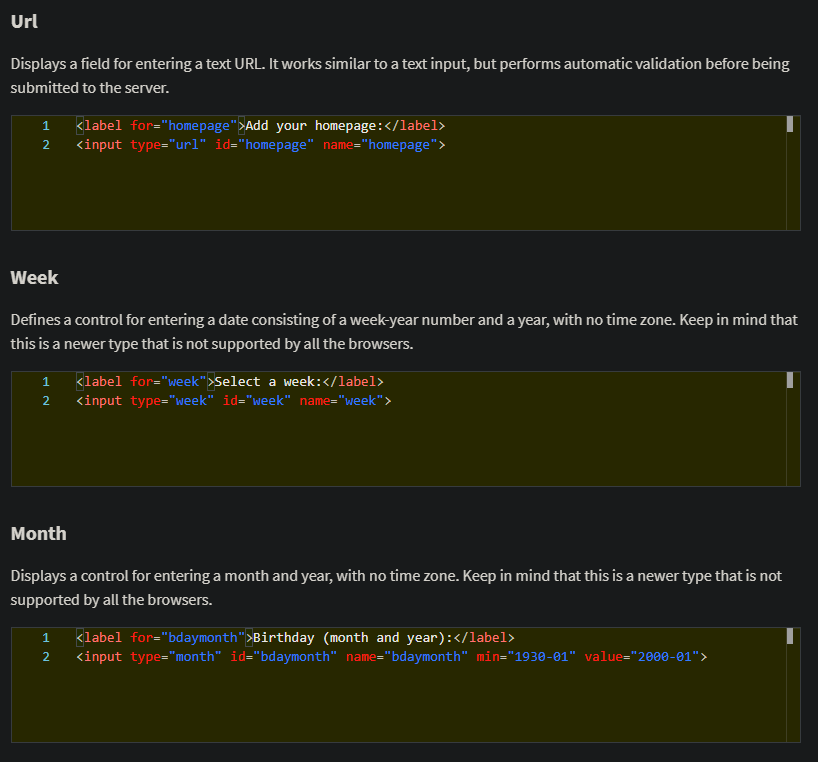 Url
Displays a field for entering a text URL. It works similar to a text input, but performs automatic validation before being
submitted to the server.
1 <label for="homepage">Add your homepage:</label>
2 <input type="url" id="homepage" name="homepage">
Week
Defines a control for entering a date consisting of a week-year number and a year, with no time zone. Keep in mind that
this is a newer type that is not supported by all the browsers.
1 <label for="week">Select a week:</label>
2 <input type="week" id="week" name="week">
Month
Displays a control for entering a month and year, with no time zone. Keep in mind that this is a newer type that is not
supported by all the browsers.
1 <label for="bdaymonth">Birthday (month and year):</label>
2 <input type="month" id="bdaymonth" name="bdaymonth" min="1930-01" value="2000-01">